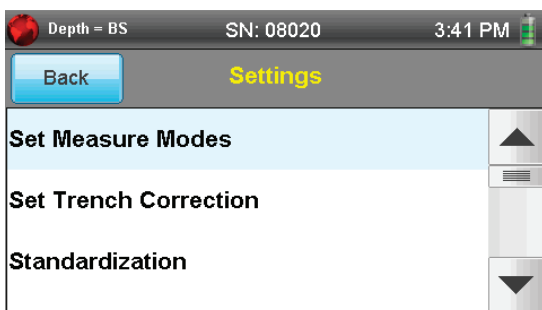 Depth = BS SN: 08020 3:41 PM
Back Settings
Set Measure Modes
Set Trench Correction
Standardization